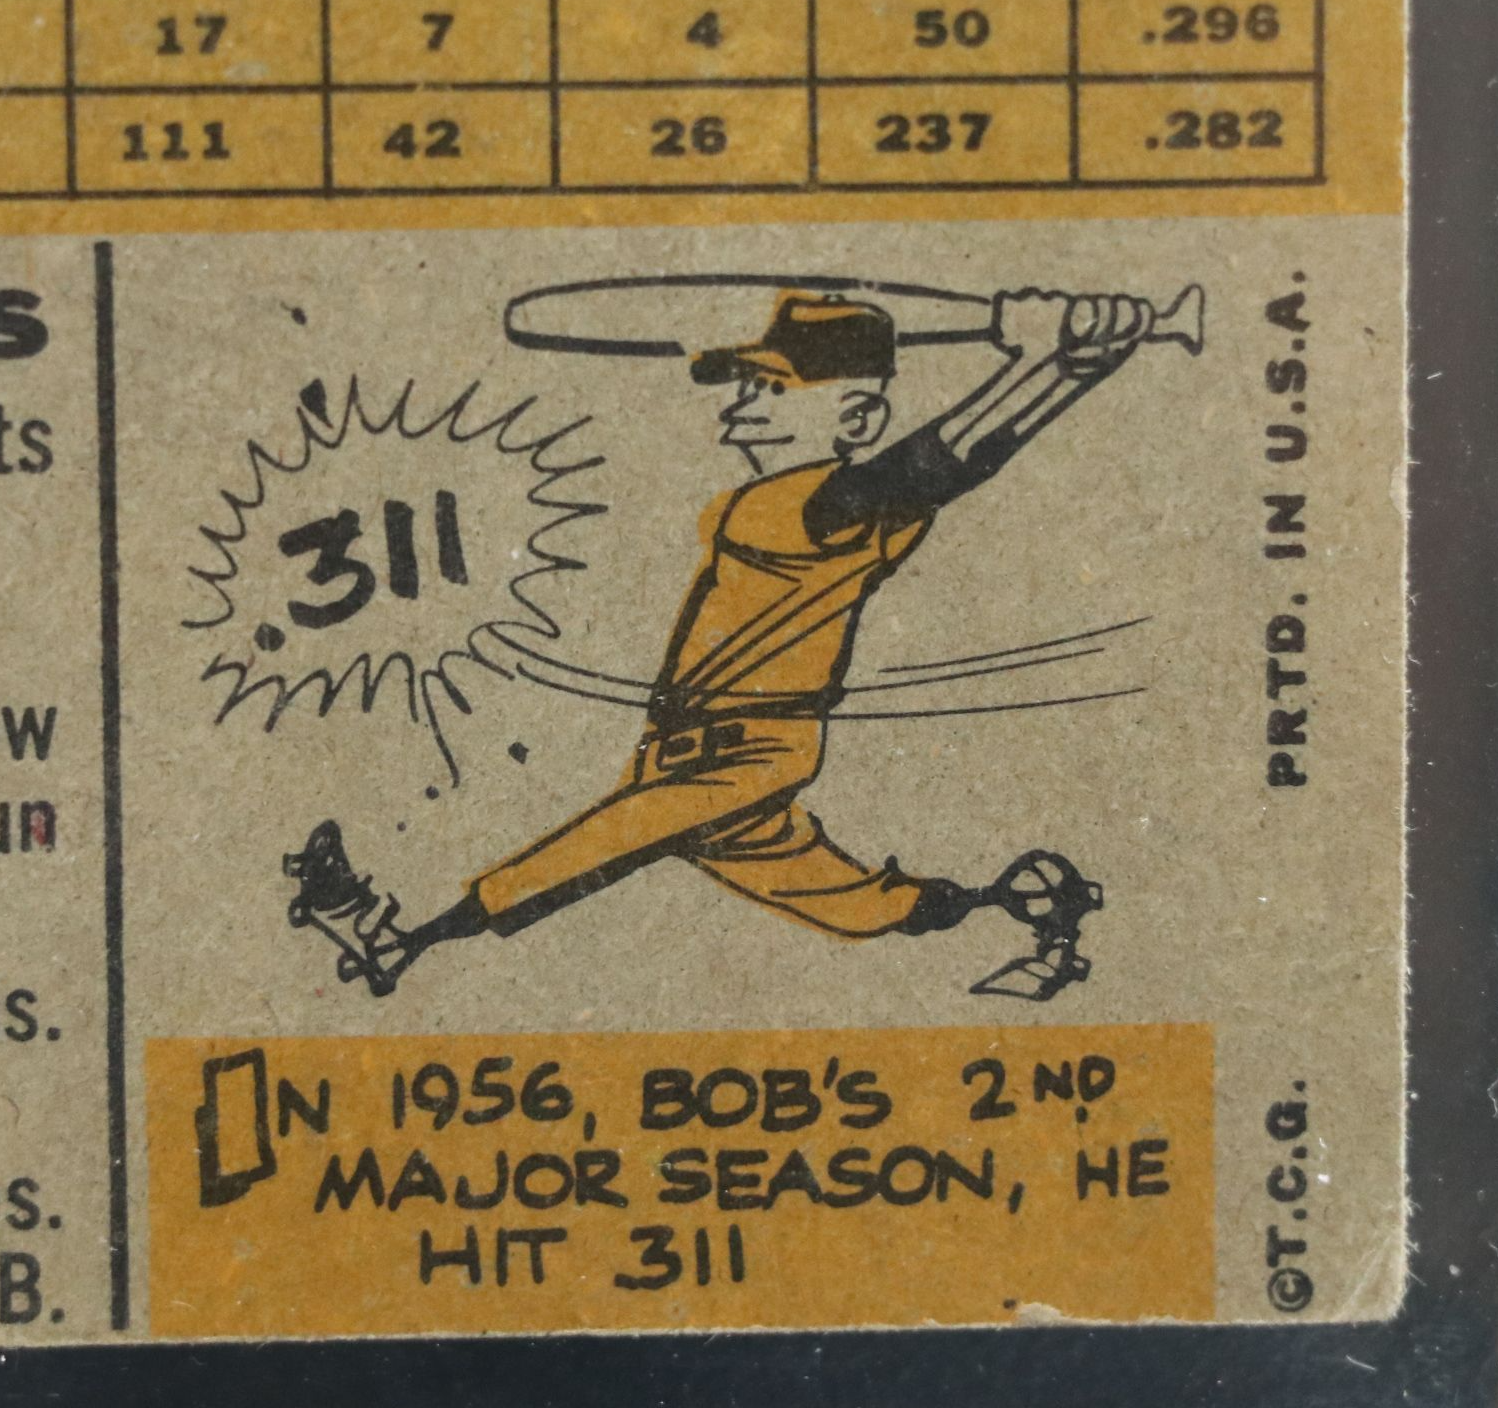 17 7 4 50 .296
111 42 26 237 .282
s
ts
w
un
s.
s.
B.
.311
IN 1956, BOB'S 2ND
MAJOR SEASON, HE
HIT .311
©T.C.G. PRTD. IN U.S.A.